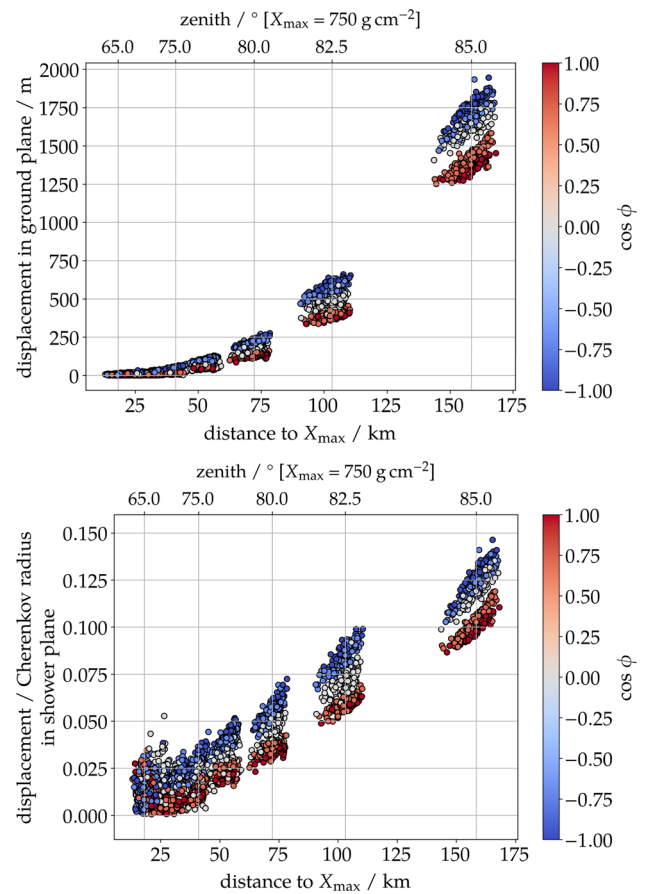 zenith / ° [Xmax = 750 g cm−2]
65.0 75.0 80.0 82.5 85.0
2000
1750
1500
1250
1000
750
500
250
0
displacement in ground plane / m
25 50 75 100 125 150 175
distance to Xmax / km
1.00
0.75
0.50
0.25
0.00
−0.25
−0.50
−0.75
−1.00
cos ϕ
zenith / ° [Xmax = 750 g cm−2]
65.0 75.0 80.0 82.5 85.0
0.150
0.125
0.100
0.075
0.050
0.025
0.000
displacement / Cherenkov radius
in shower plane
25 50 75 100 125 150 175
distance to Xmax / km
1.00
0.75
0.50
0.25
0.00
−0.25
−0.50
−0.75
−1.00
cos ϕ